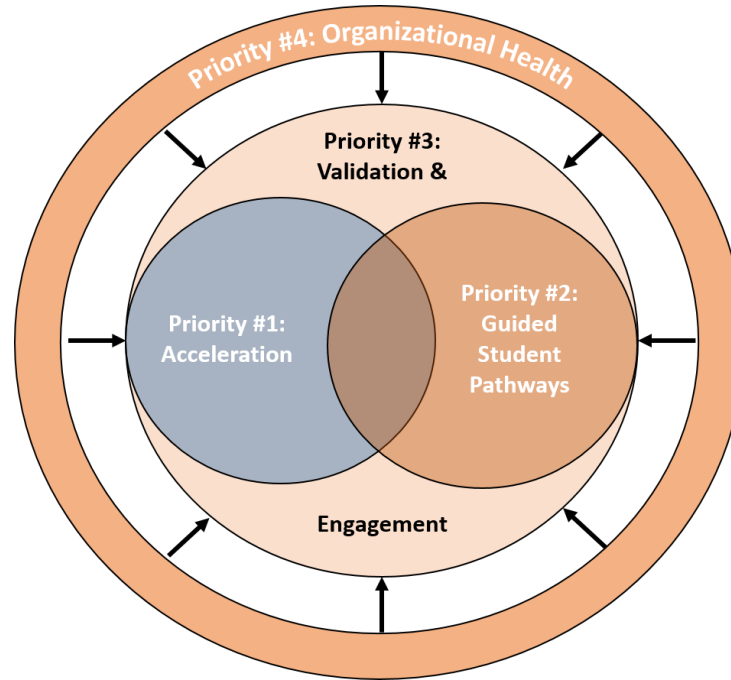 Priority #4: Organizational Health
Priority #3:
Validation &
Priority #1:
Acceleration
Priority #2:
Guided
Student
Pathways
Engagement